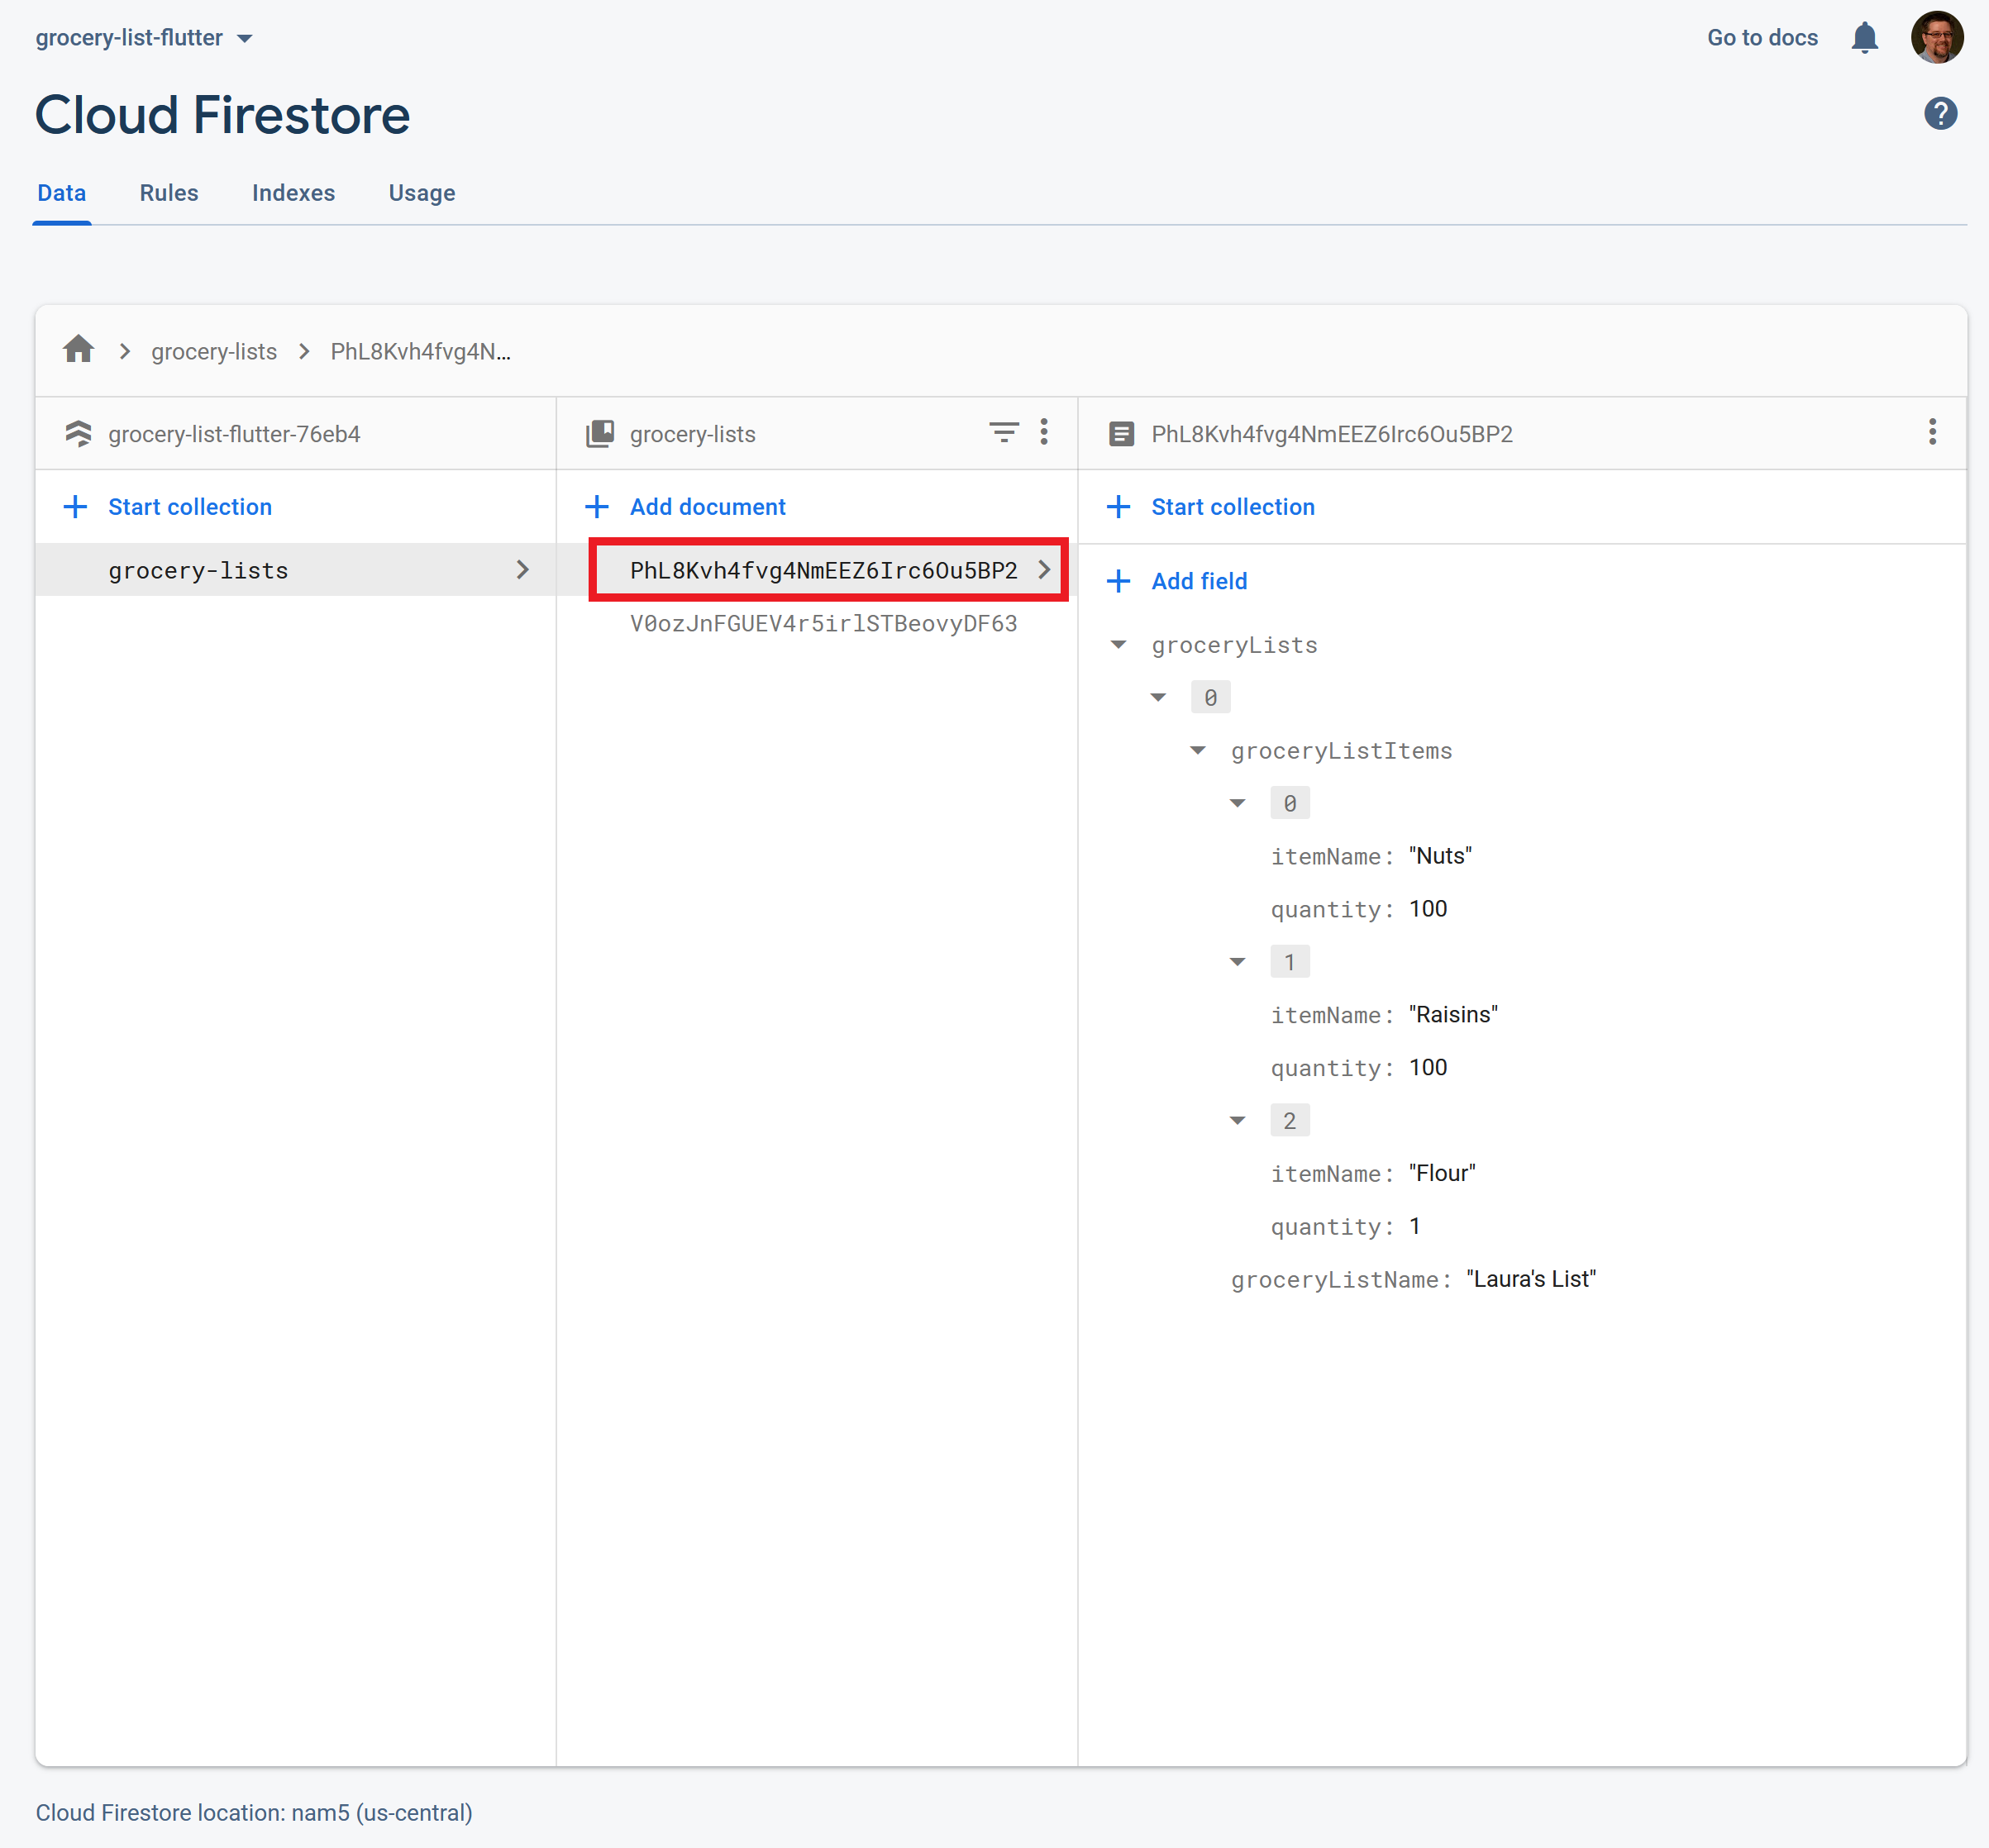 grocery-list-flutter
Go to docs
Cloud Firestore
?
Data Rules Indexes Usage
grocery-lists PhL8Kvh4fvg4N...
grocery-list-flutter-76eb4
Start collection
grocery-lists
grocery-lists
Add document
PhL8Kvh4fvg4NmEEZ6Irc6Ou5BP2
V0ozJnFGUEV4r5irlSTBeovyDF63
PhL8Kvh4fvg4NmEEZ6Irc6Ou5BP2
Start collection
Add field
groceryLists
0
groceryListItems
0
itemName: "Nuts"
quantity: 100
1
itemName: "Raisins"
quantity: 100
2
itemName: "Flour"
quantity: 1
groceryListName: "Laura's List"
Cloud Firestore location: nam5 (us-central)